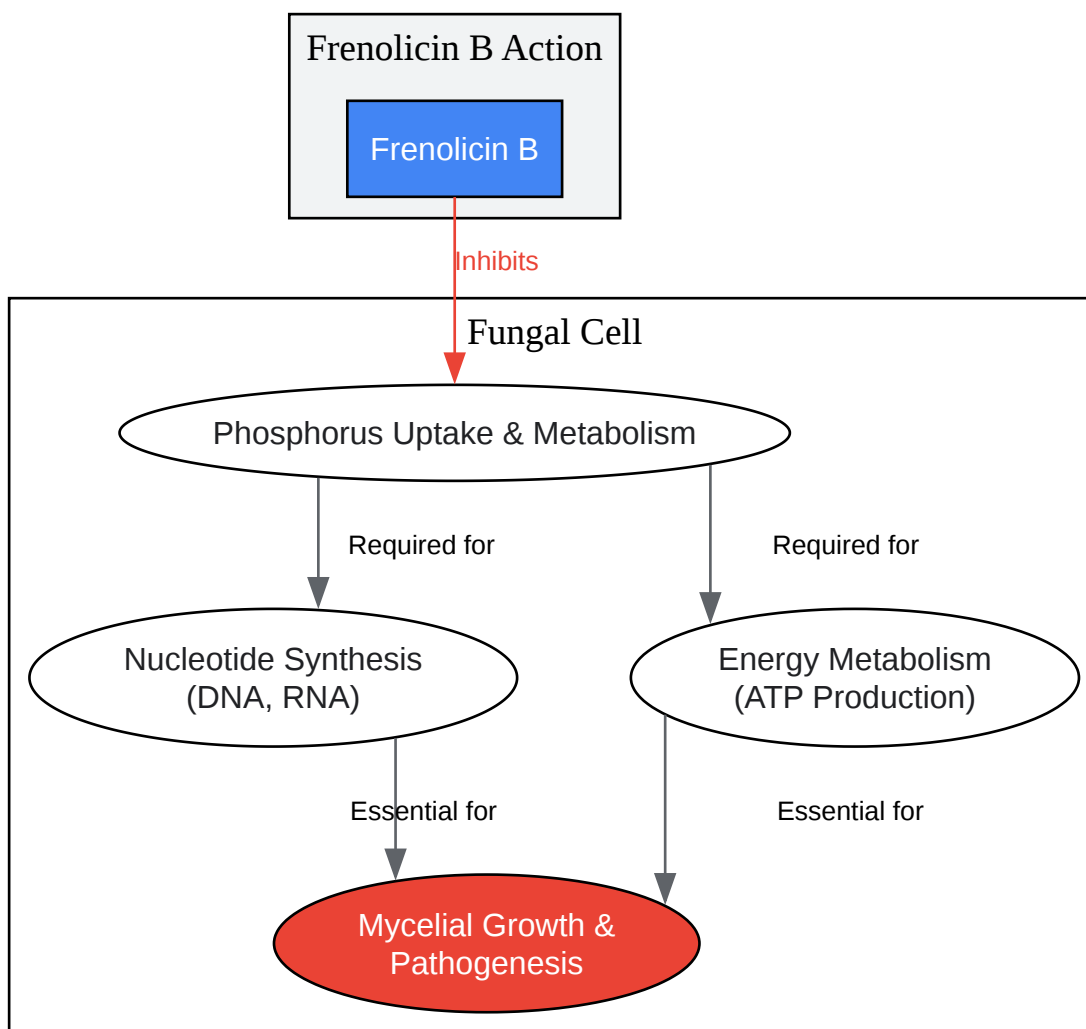 Frenolicin B Action
Frenolicin B
Inhibits
Fungal Cell
Phosphorus Uptake & Metabolism
Required for
Required for
Nucleotide Synthesis
(DNA, RNA)
Energy Metabolism
(ATP Production)
Essential for
Essential for
Mycelial Growth &
Pathogenesis